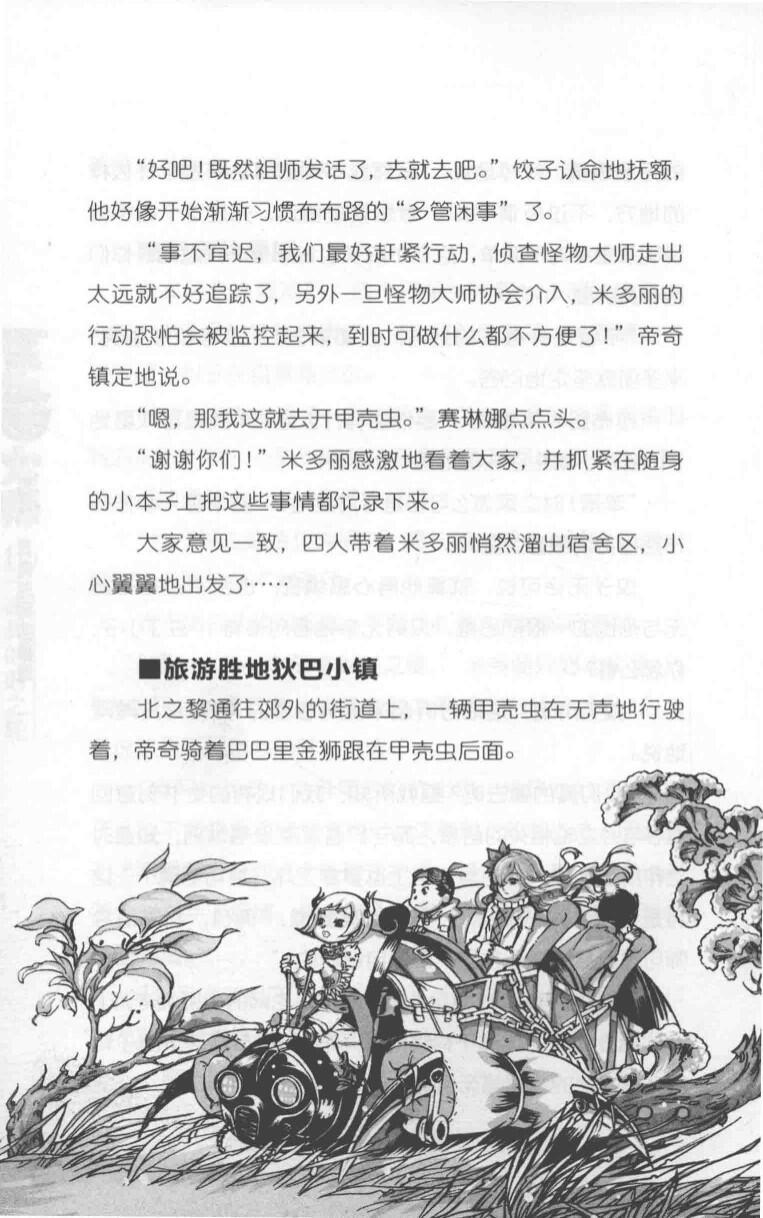 “好吧！既然祖师发话了，去就去吧。”饺子认命地抚额，
他好像开始渐渐习惯布布路的“多管闲事”了。
“事不宜迟，我们最好赶紧行动，侦查怪物大师走出
太远就不好追踪了，另外一旦怪物大师协会介入，米多丽的
行动恐怕会被监控起来，到时可做什么都不方便了！”帝奇
镇定地说。
“嗯，那我这就去开甲壳虫。”赛琳娜点点头。
“谢谢你们！”米多丽感激地看着大家，并抓紧在随身
的小本子上把这些事情都记录下来。
大家意见一致，四人带着米多丽悄然溜出宿舍区，小
心翼翼地出发了……
■旅游胜地狄巴小镇
北之黎通往郊外的街道上，一辆甲壳虫在无声地行驶
着，帝奇骑着巴巴里金狮跟在甲壳虫后面。